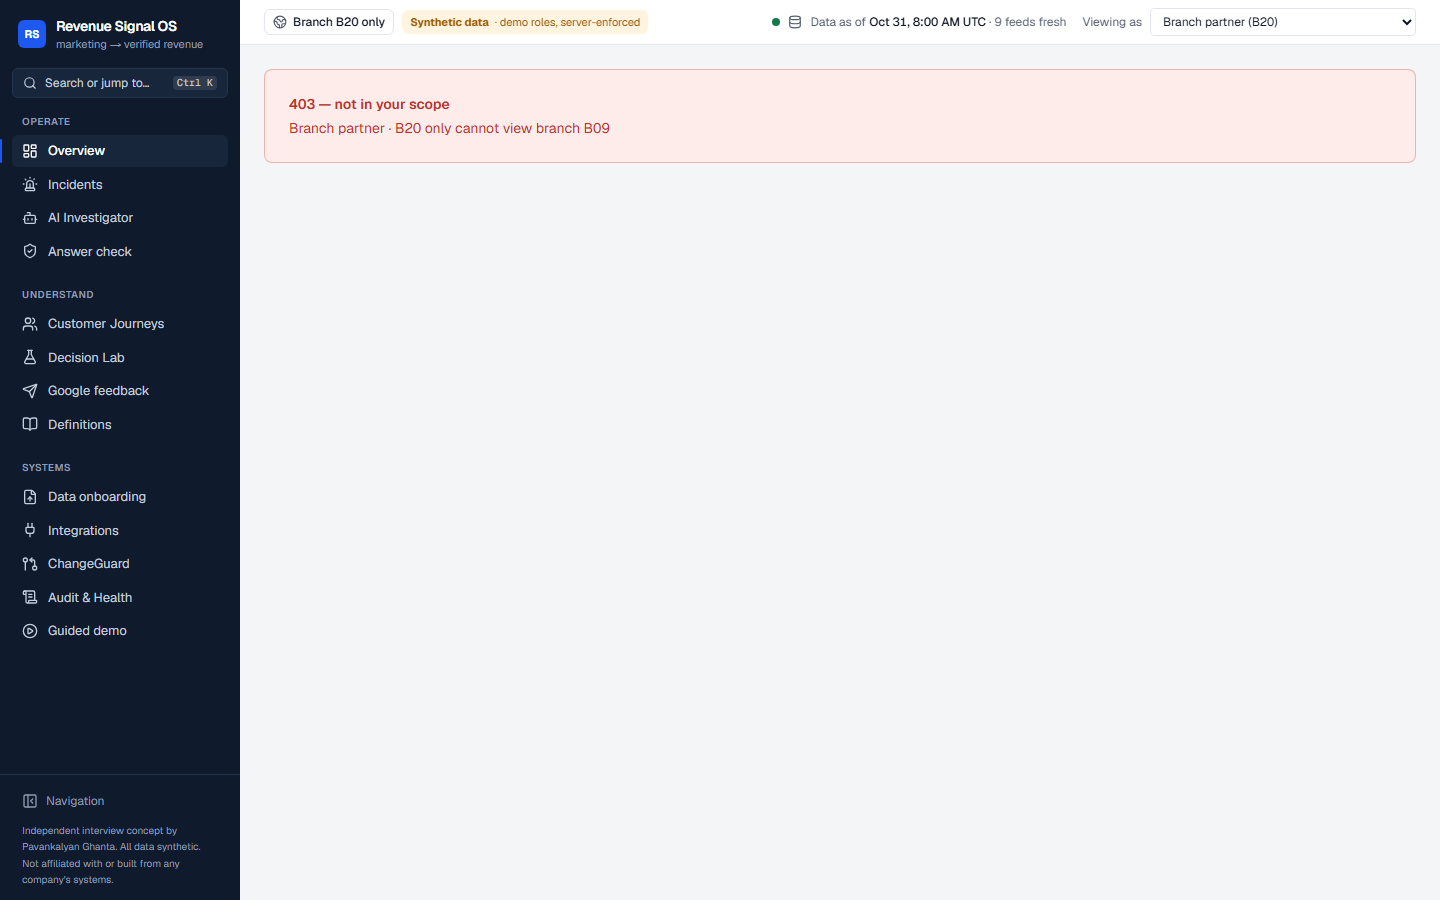 RS
Revenue Signal OS
marketing → verified revenue
Search or jump to...
Ctrl K
OPERATE
Overview
Incidents
AI Investigator
Answer check
UNDERSTAND
Customer Journeys
Decision Lab
Google feedback
Definitions
SYSTEMS
Data onboarding
Integrations
ChangeGuard
Audit & Health
Guided demo
Navigation
Independent interview concept by
Pavankalyan Ghanta. All data synthetic.
Not affiliated with or built from any
company's systems.
Branch B20 only
Synthetic data · demo roles, server-enforced
Data as of Oct 31, 8:00 AM UTC · 9 feeds fresh
Viewing as
Branch partner (B20)
403 — not in your scope
Branch partner · B20 only cannot view branch B09